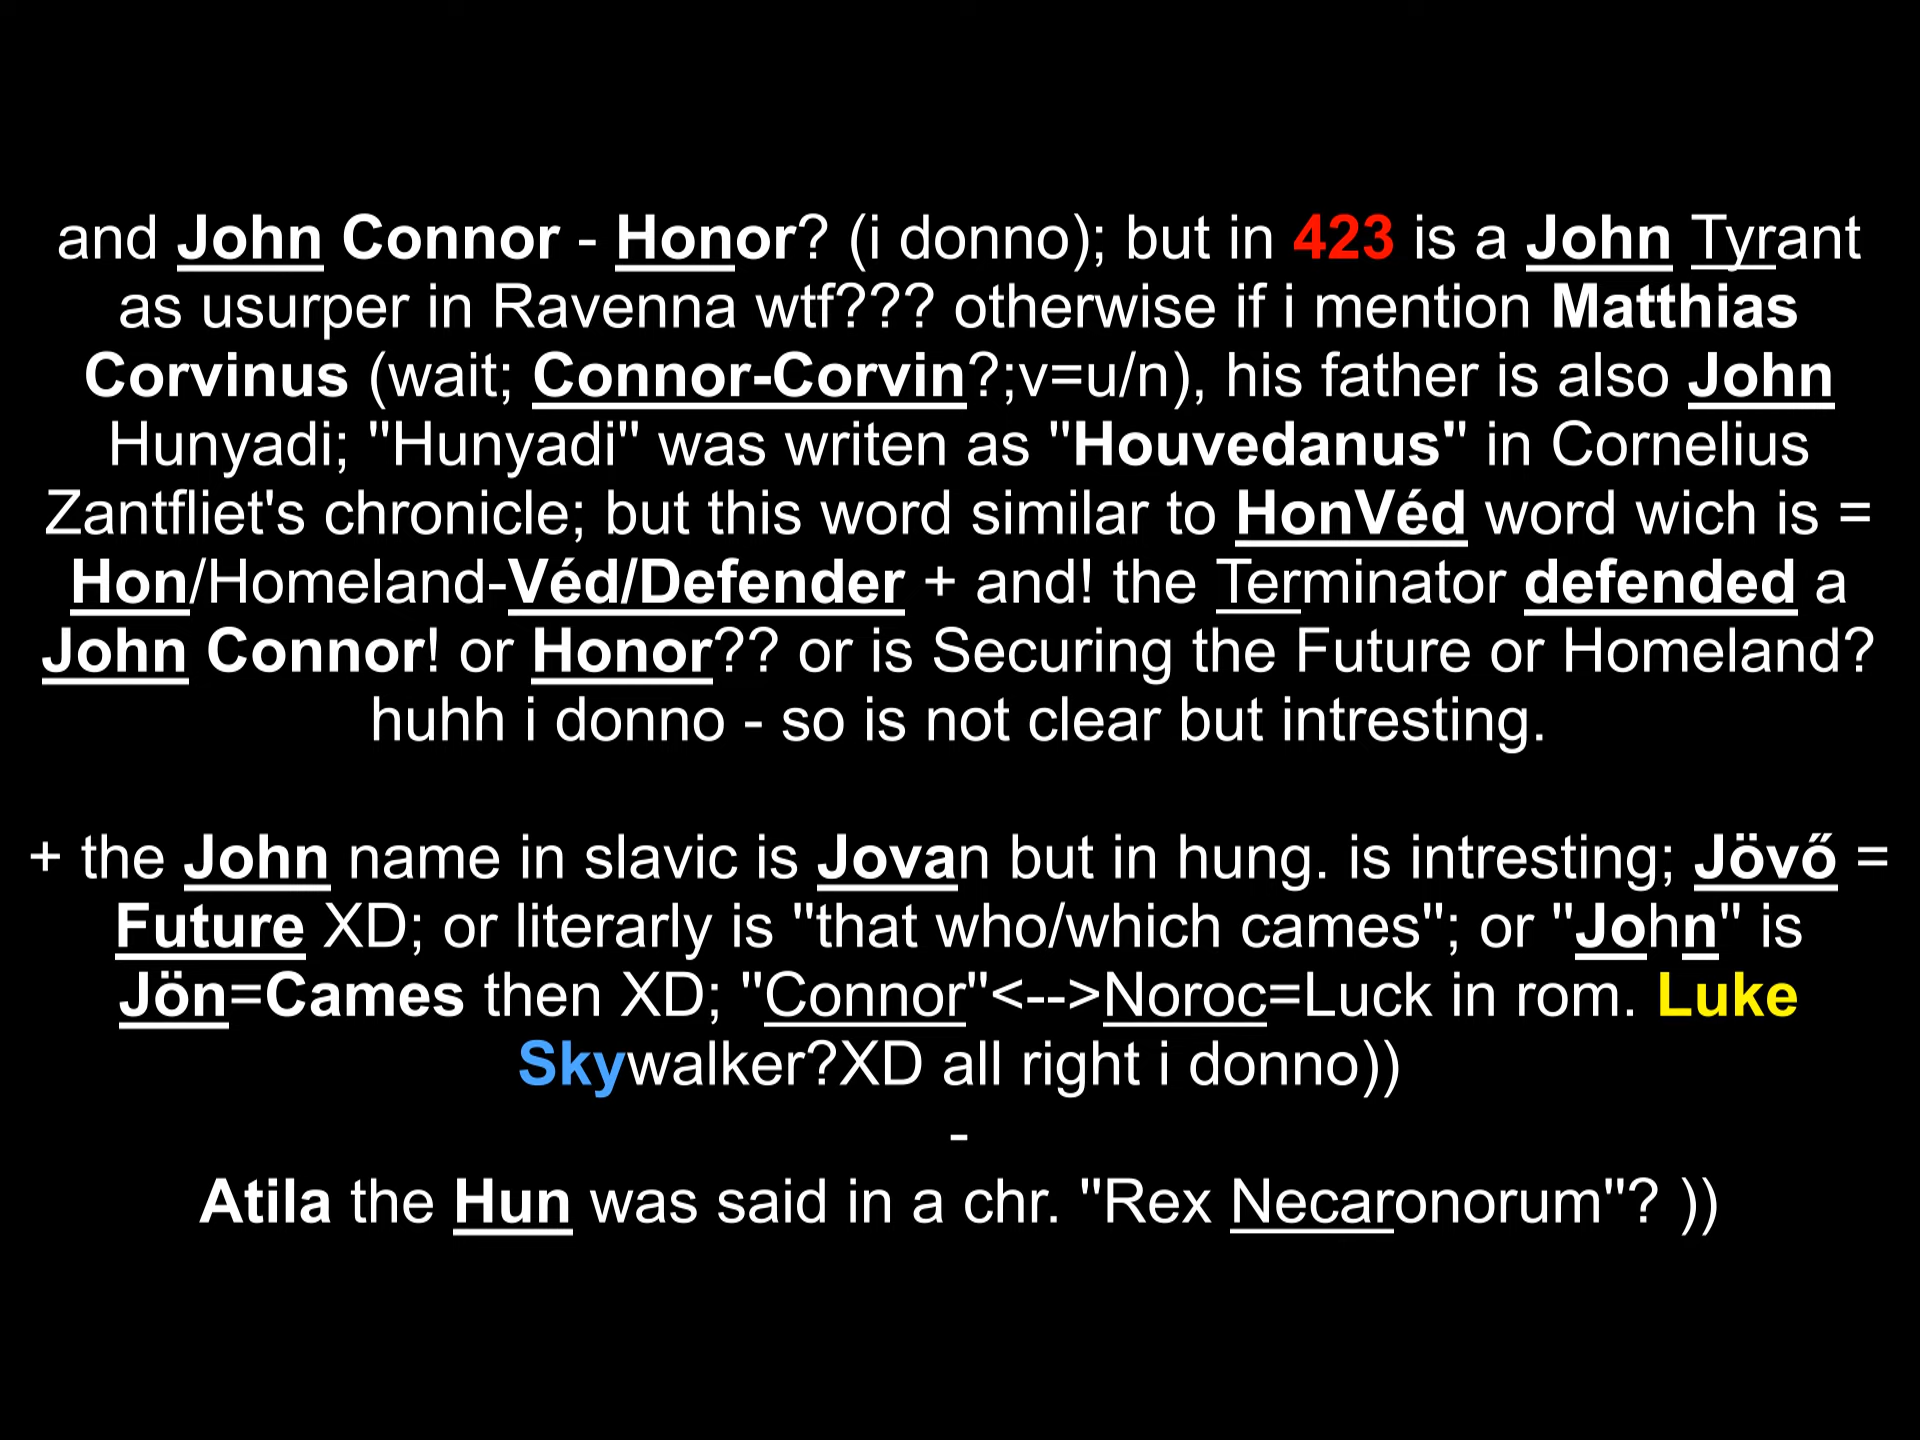 and John Connor - Honor? (i donno); but in 423 is a John Tyrant
as usurper in Ravenna wtf??? otherwise if i mention Matthias
Corvinus (wait; Connor-Corvin?;v=u/n), his father is also John
Hunyadi; "Hunyadi" was writen as "Houvedanus" in Cornelius
Zantfliet's chronicle; but this word similar to HonVéd word wich is =
Hon/Homeland-Véd/Defender + and! the Terminator defended a
John Connor! or Honor?? or is Securing the Future or Homeland?
huhh i donno - so is not clear but intresting.
+ the John name in slavic is Jovan but in hung. is intresting; Jövő =
Future XD; or literarly is "that who/which cames"; or "John" is
Jön=Cames then XD; "Connor"<-->Noroc=Luck in rom. Luke
Skywalker?XD all right i donno))
-
Atila the Hun was said in a chr. "Rex Necaronorum"? ))